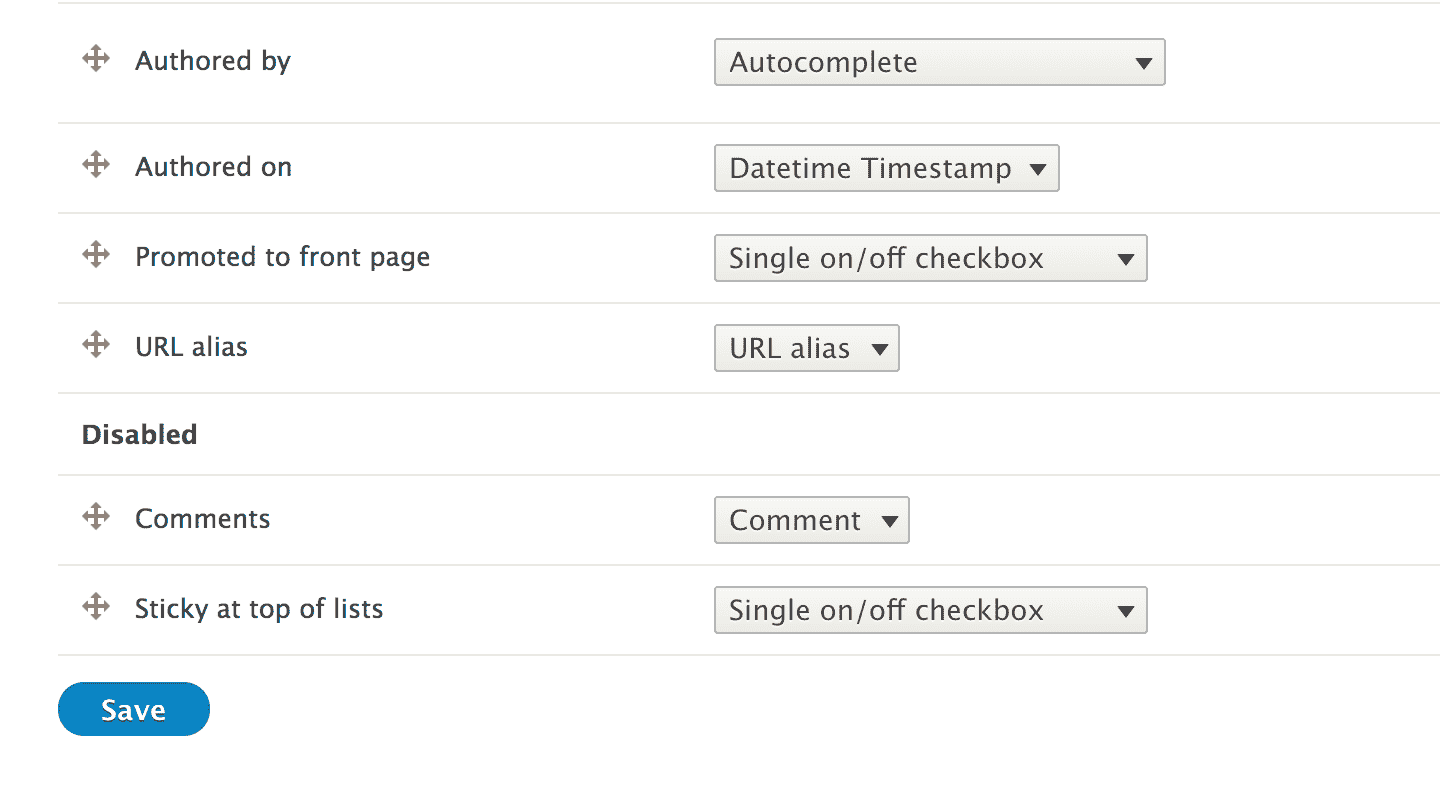 Authored by Autocomplete
Authored on Datetime Timestamp
Promoted to front page Single on/off checkbox
URL alias URL alias
Disabled
Comments Comment
Sticky at top of lists Single on/off checkbox
Save